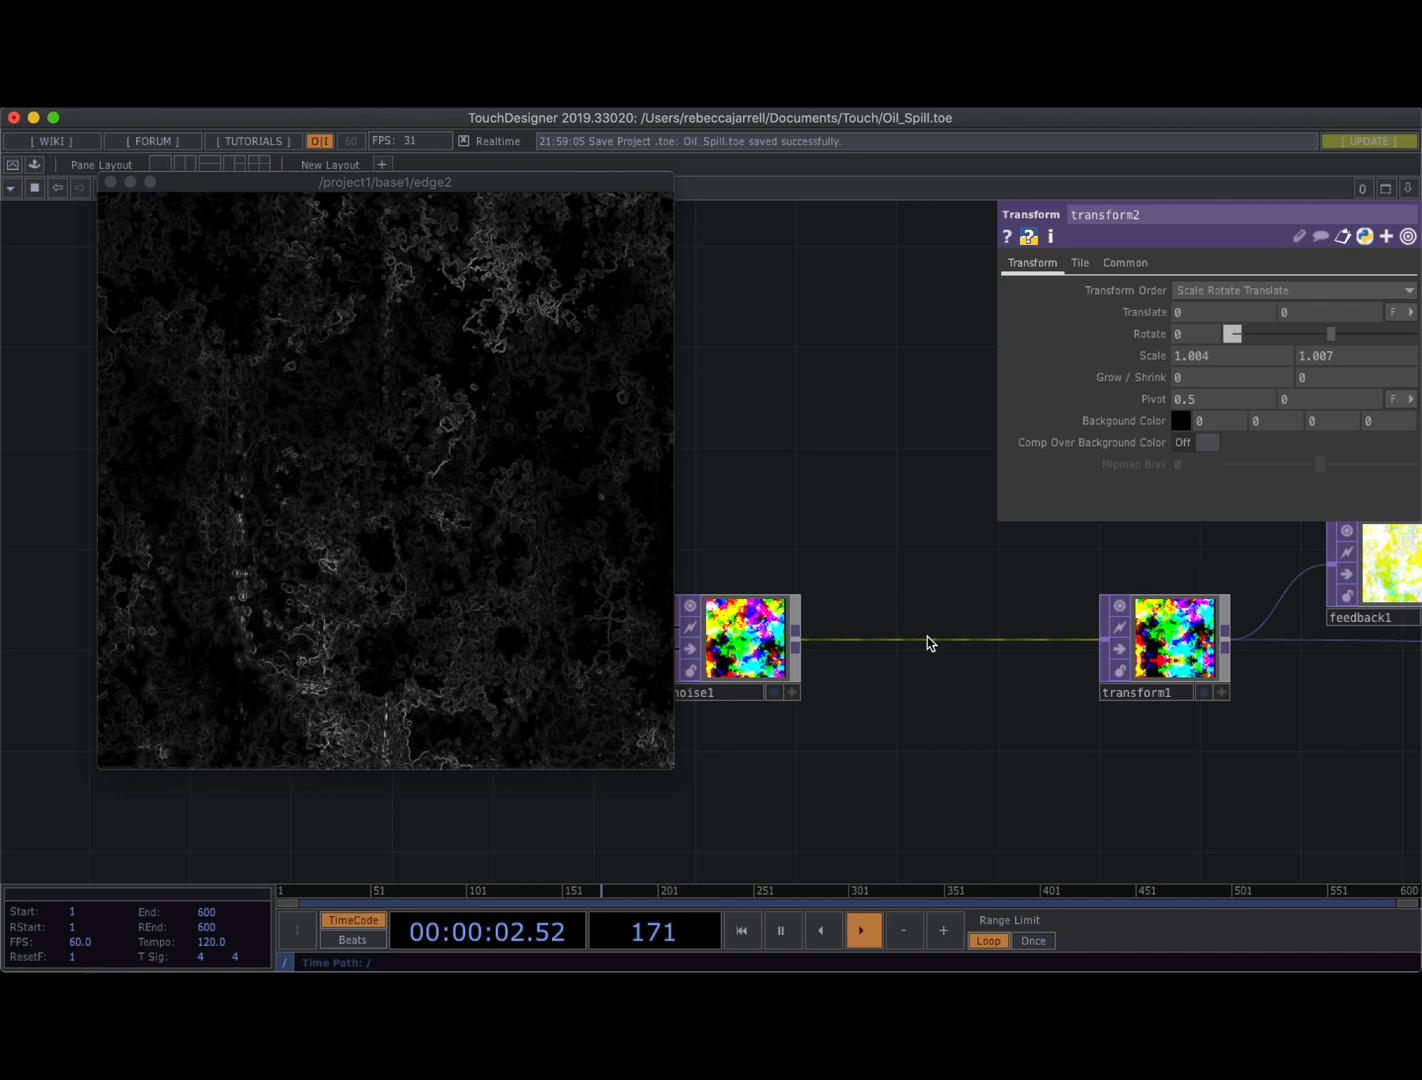 TouchDesigner 2019.33020: /Users/rebeccajarrell/Documents/Touch/Oil_Spill.toe
[ WIKI ] [ FORUM ] [ TUTORIALS ] O|I 60 FPS: 31 Realtime 21:59:05 Save Project .toe: Oil_Spill.toe saved successfully. [ UPDATE ]
Pane Layout New Layout +
/project1/base1/edge2
0
Transform transform2
? ? i
Transform Tile Common
Transform Order Scale Rotate Translate
Translate 0 0 F
Rotate 0
Scale 1.004 1.007
Grow / Shrink 0 0
Pivot 0.5 0 F
Background Color 0 0 0 0
Comp Over Background Color Off
Mipmap Bias 0
feedback1
noise1
transform1
1 51 101 151 201 251 301 351 401 451 501 551 600
Start: 1 End: 600
RStart: 1 REnd: 600
FPS: 60.0 Tempo: 120.0
ResetF: 1 T Sig: 4 4
TimeCode
Beats
00:00:02.52
171
- +
Range Limit
Loop Once
/ Time Path: /